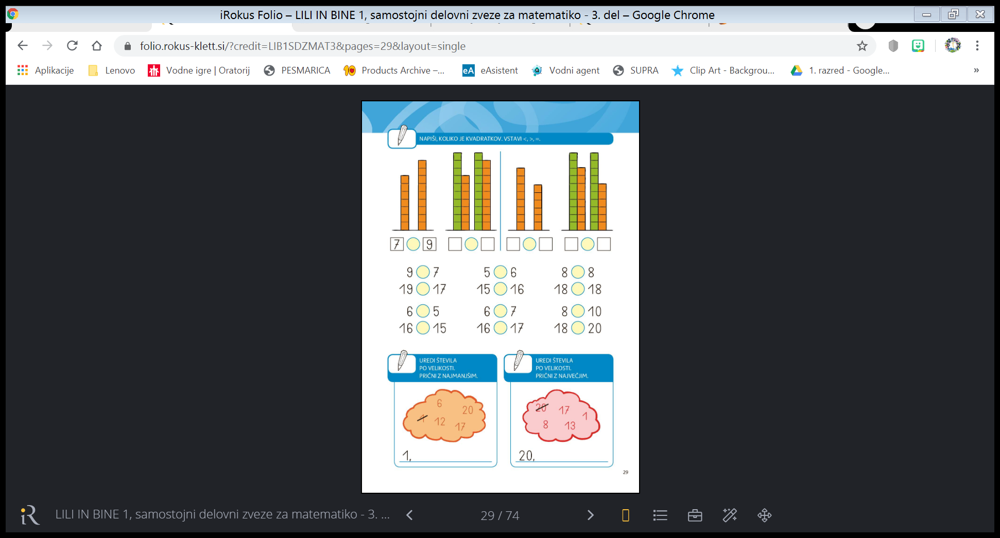 iRokus Folio – LILI IN BINE 1, samostojni delovni zveze za matematiko - 3. del – Google Chrome
folio.rokus-klett.si/?credit=LIB1SDZMAT3&pages=29&layout=single
Aplikacije Lenovo Vodne igre | Oratorij PESMARICA Products Archive –... eA eAsistent Vodni agent SUPRA Clip Art - Backgrou... 1. razred - Google... »
NAPIŠI, KOLIKO JE KVADRATKOV. VSTAVI <, >, =.
7 9
9 7 5 6 8 8
19 17 15 16 18 18
6 5 6 7 8 10
16 15 16 17 18 20
UREDI ŠTEVILA
PO VELIKOSTI.
PRIČNI Z NAJMANJŠIM.
6
20
1 12
17
1,
UREDI ŠTEVILA
PO VELIKOSTI.
PRIČNI Z NAJVEČJIM.
20 17
1
8 13
20,
29
iR LILI IN BINE 1, samostojni delovni zveze za matematiko - 3. ... 29 / 74